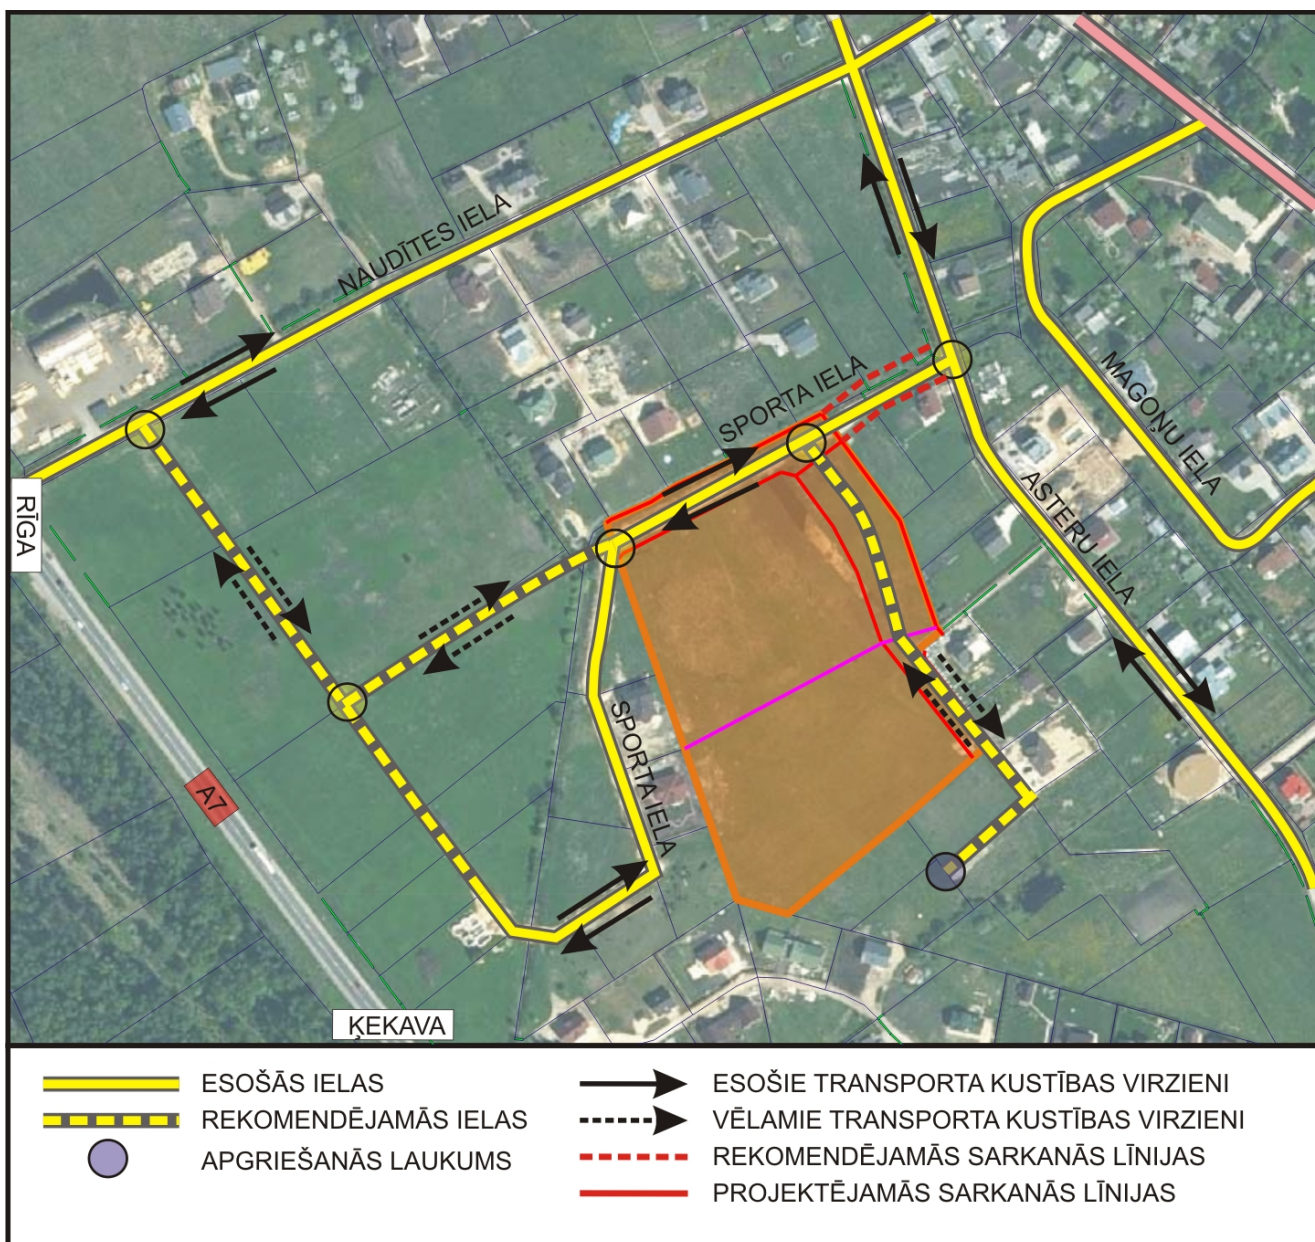 NAUDĪTES IELA
SPORTA IELA
MAGOŅU IELA
RĪGA
ASTERU IELA
SPORTA IELA
A7
ĶEKAVA
ESOŠĀS IELAS
REKOMENDĒJAMĀS IELAS
APGRIEŠANĀS LAUKUMS
ESOŠIE TRANSPORTA KUSTĪBAS VIRZIENI
VĒLAMIE TRANSPORTA KUSTĪBAS VIRZIENI
REKOMENDĒJAMĀS SARKANĀS LĪNIJAS
PROJEKTĒJAMĀS SARKANĀS LĪNIJAS